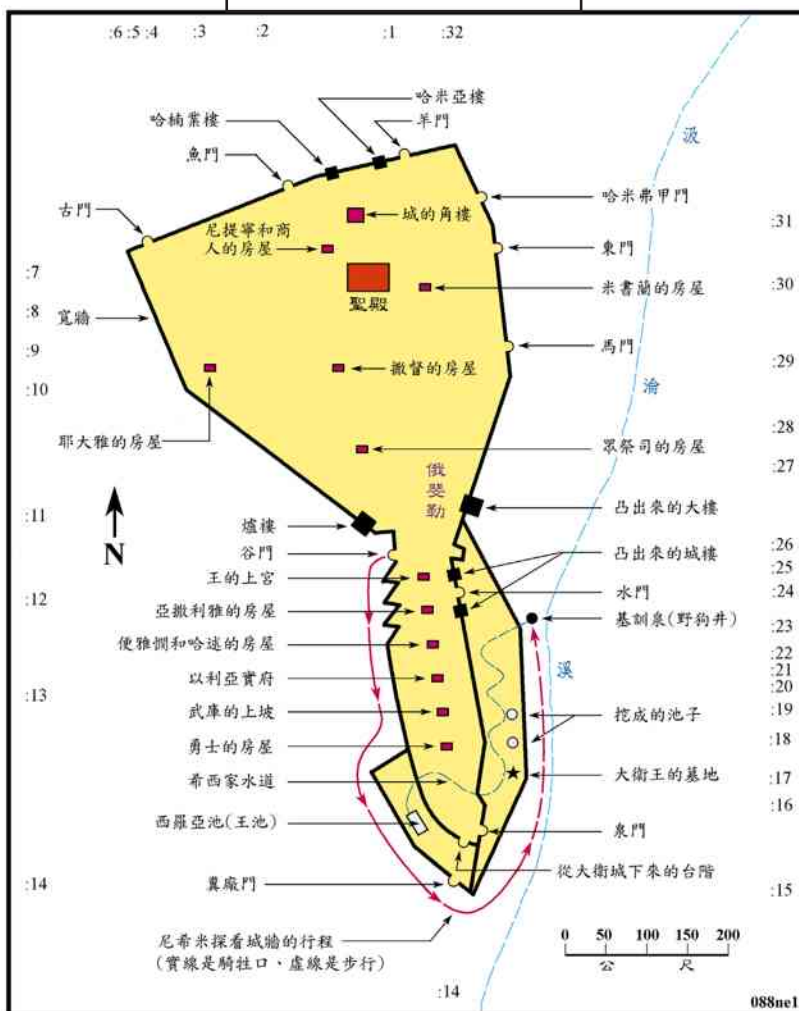 :6 :5 :4 :3 :2 :1 :32
哈米亞樓
哈楠業樓
羊門
魚門
汲
哈米弗甲門
古門
城的角樓
:31
尼提寧和商
人的房屋
東門
:7
:30
米書蘭的房屋
聖殿
:8
寬牆
:9
馬門
:29
:10
撒督的房屋
淪
耶大雅的房屋
眾祭司的房屋
:28
:27
俄斐勒
:11
爐樓
凸出來的大樓
N
谷門
凸出來的城樓
:26
:25
王的上宮
水門
:24
:12
亞撒利雅的房屋
基訓泉(野狗井)
:23
便雅憫和哈述的房屋
:22
溪
:21
以利亞實府
:20
:13
武庫的上坡
挖成的池子
:19
:18
勇士的房屋
希西家水道
大衛王的墓地
:17
:16
西羅亞池(王池)
泉門
從大衛城下來的台階
:14
糞廠門
:15
尼希米探看城牆的行程
(實線是騎牲口、虛線是步行)
0 50 100 150 200
公 尺
:14
088ne1